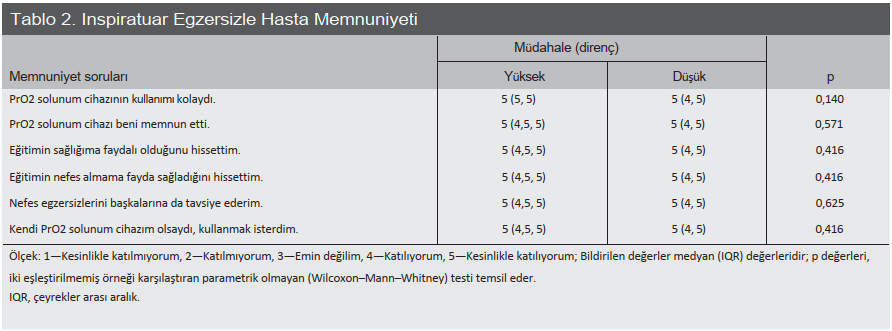 Tablo 2. Inspiratuar Egzersizle Hasta Memnuniyeti
Müdahale (direnç)
Memnuniyet soruları Yüksek Düşük p
PrO2 solunum cihazının kullanımı kolaydı. 5 (5, 5) 5 (4, 5) 0,140
PrO2 solunum cihazı beni memnun etti. 5 (4,5, 5) 5 (4, 5) 0,571
Eğitimin sağlığıma faydalı olduğunu hissettim. 5 (4,5, 5) 5 (4, 5) 0,416
Eğitimin nefes almama fayda sağladığını hissettim. 5 (4,5, 5) 5 (4, 5) 0,416
Nefes egzersizlerini başkalarına da tavsiye ederim. 5 (4,5, 5) 5 (4, 5) 0,625
Kendi PrO2 solunum cihazım olsaydı, kullanmak isterdim. 5 (4,5, 5) 5 (4, 5) 0,416
Ölçek: 1—Kesinlikle katılmıyorum, 2—Katılmıyorum, 3—Emin değilim, 4—Katılıyorum, 5—Kesinlikle katılıyorum; Bildirilen değerler medyan (IQR) değerleridir; p değerleri,
iki eşleştirilmemiş örneği karşılaştıran parametrik olmayan (Wilcoxon–Mann–Whitney) testi temsil eder.
IQR, çeyrekler arası aralık.